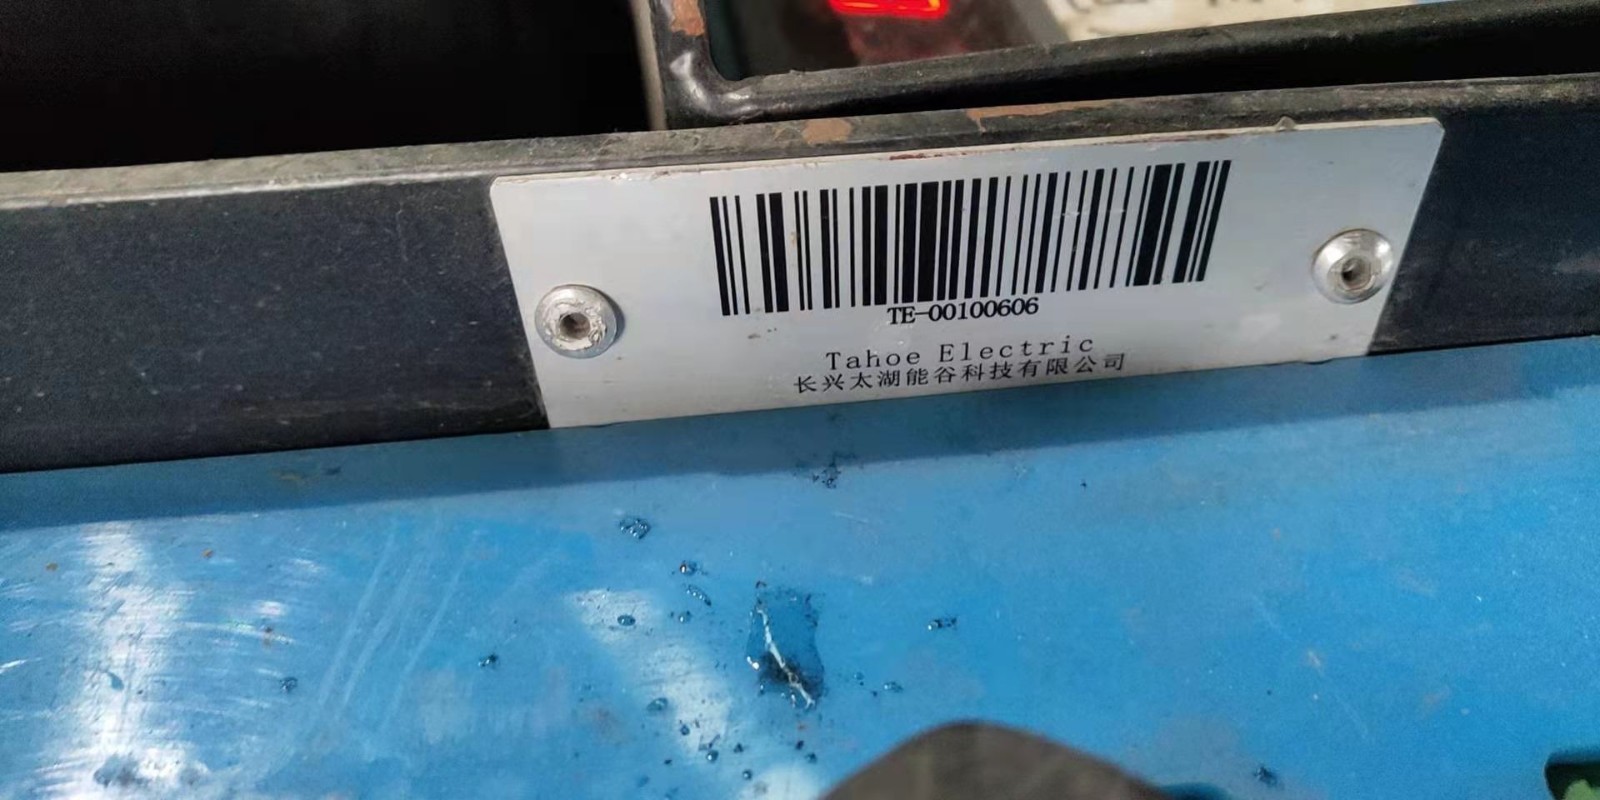 TE-00100606
Tahoe Electric
长兴太湖能谷科技有限公司